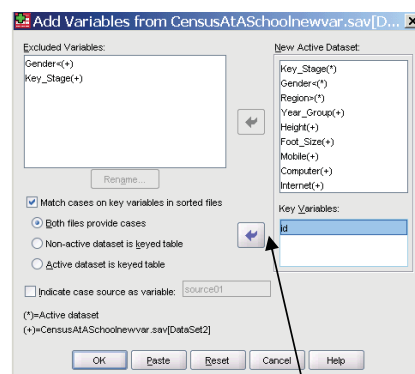 Add Variables from CensusAtASchoolnewvar.sav[D...
Excluded Variables:
Gender<(+)
Key_Stage(+)
Rename...
New Active Dataset:
Key_Stage(*)
Gender<(*)
Region>(*)
Year_Group(+)
Height(+)
Foot_Size(+)
Mobile(+)
Computer(+)
Internet(+)
Match cases on key variables in sorted files
Both files provide cases
Non-active dataset is keyed table
Active dataset is keyed table
Key Variables:
id
Indicate case source as variable: source01
(*)=Active dataset
(+)=CensusAtASchoolnewvar.sav[DataSet2]
OK Paste Reset Cancel Help